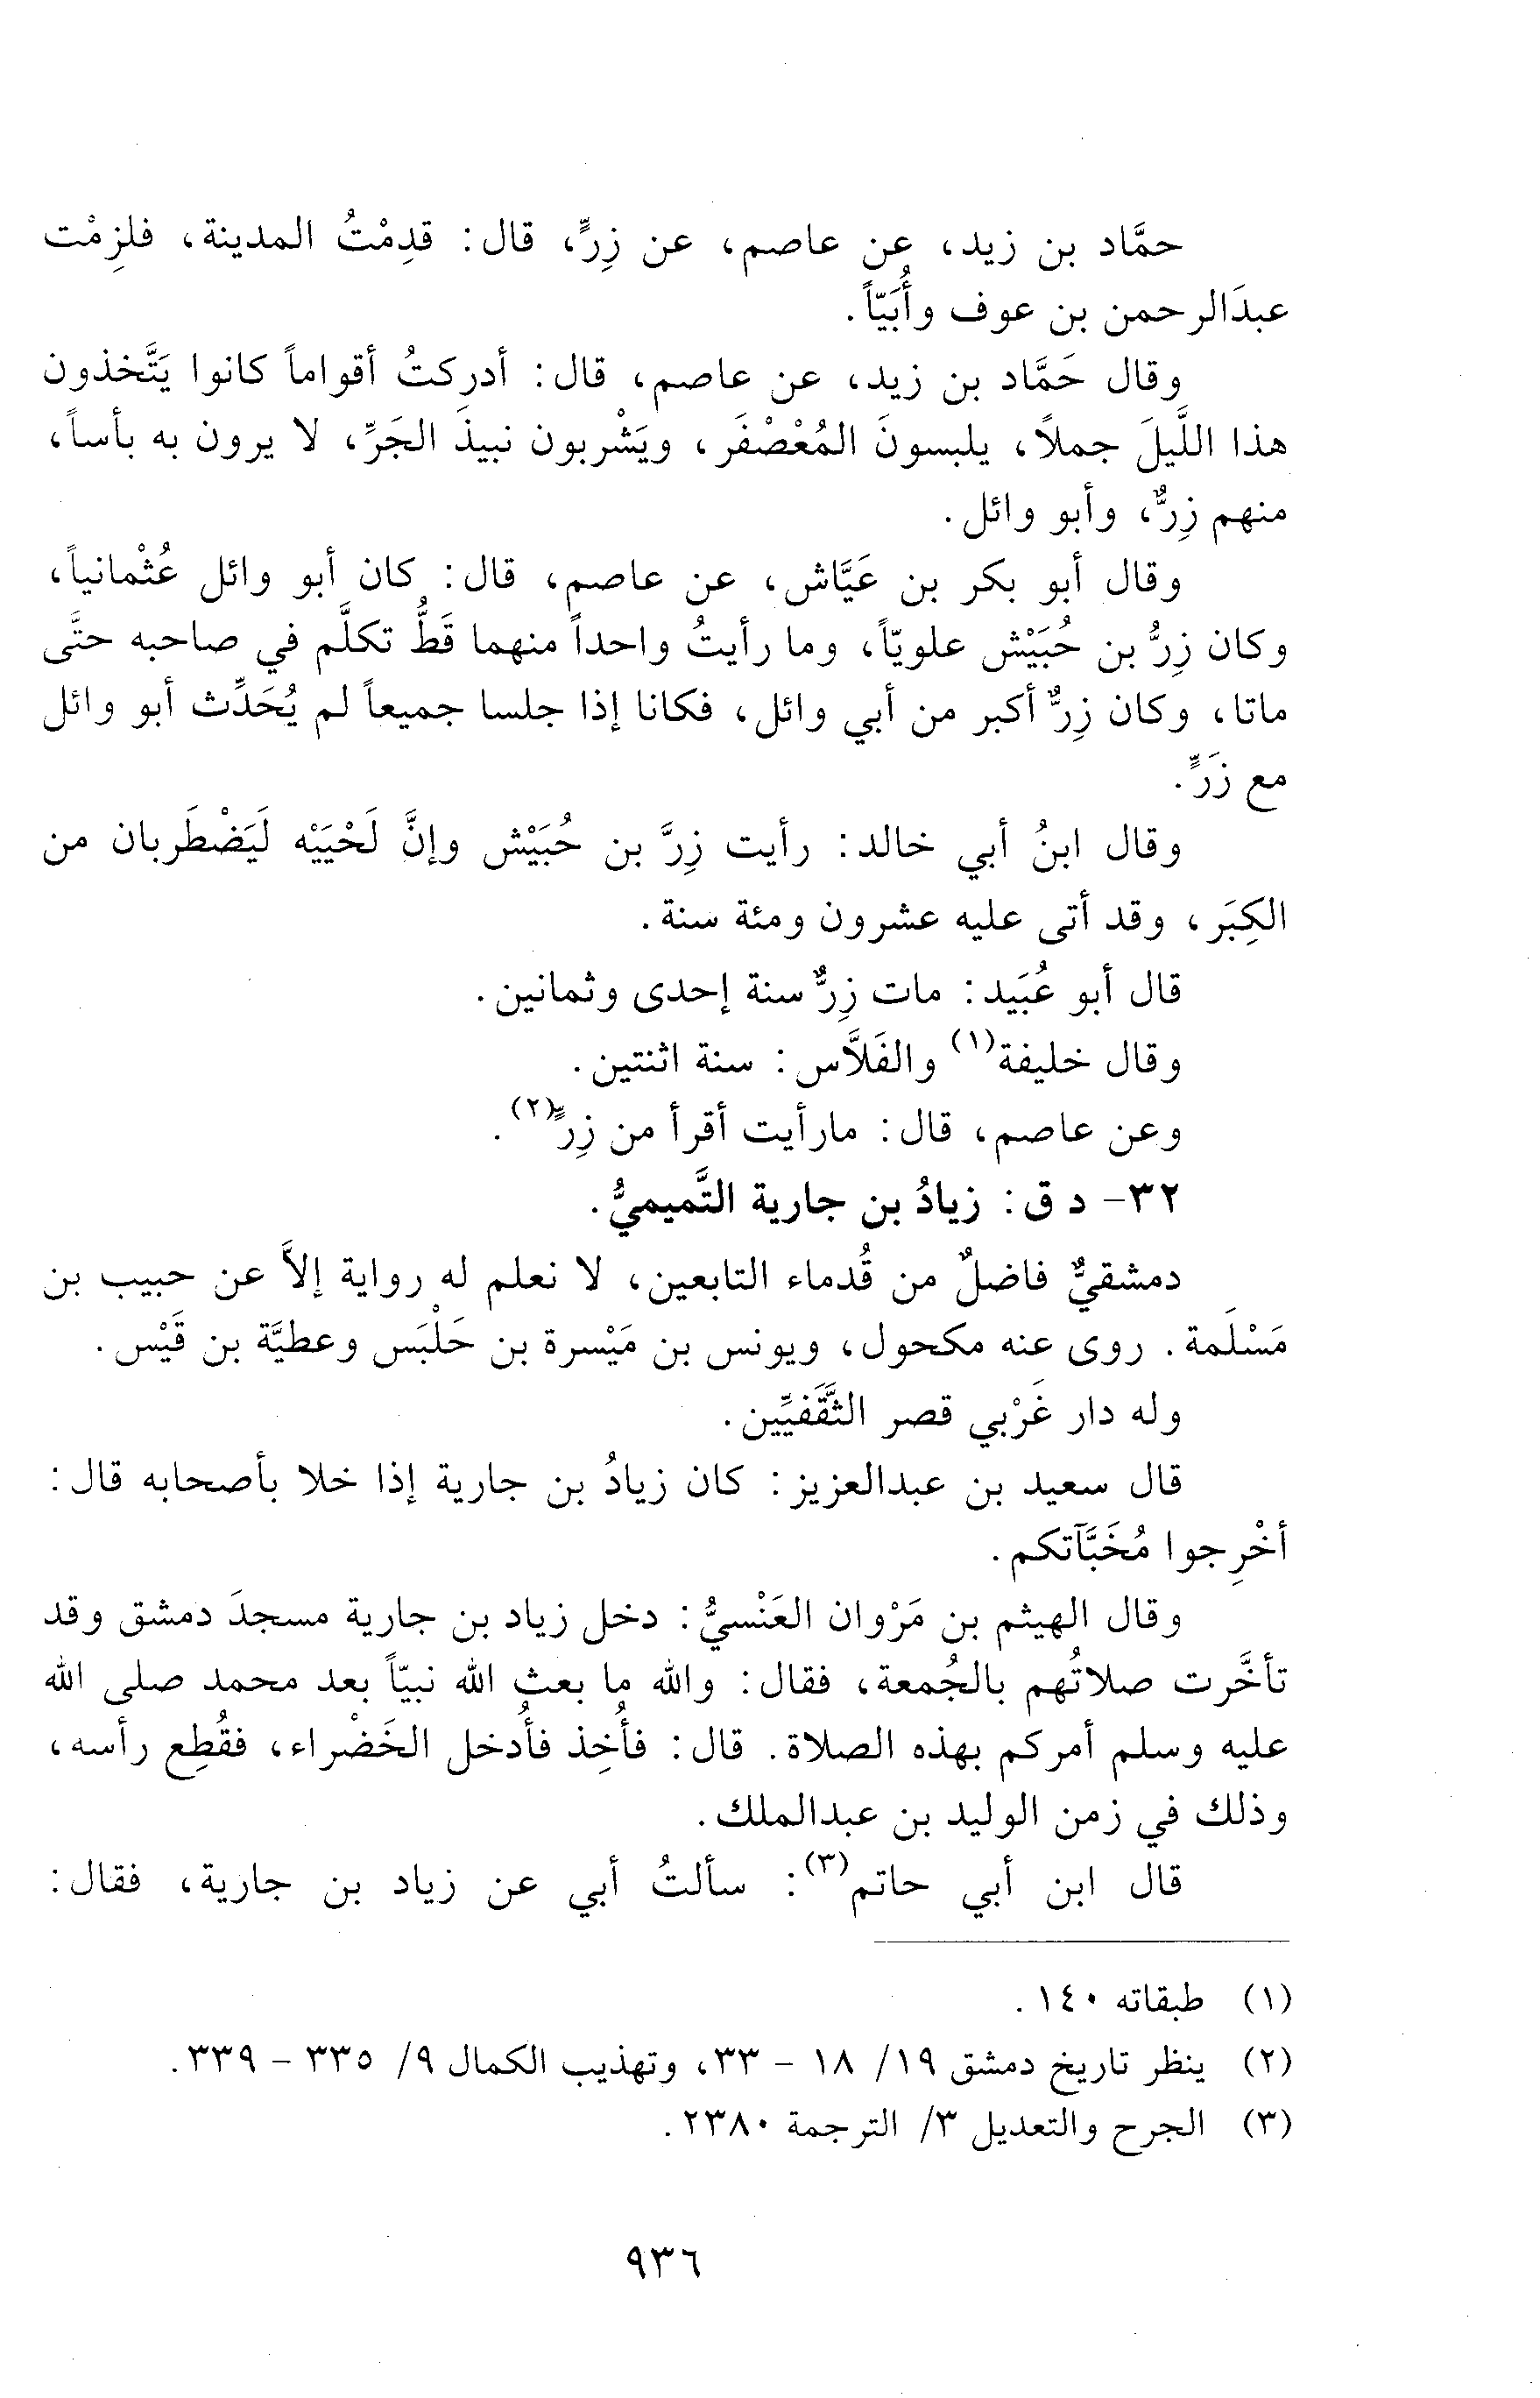 حمَّاد بن زيد، عن عاصم، عن زِرٍّ، قال: قدِمْتُ المدينة، فلزِمْت
عبدَالرحمن بن عوف وأُبَيّاً.
وقال حَمَّاد بن زيد، عن عاصم، قال: أدركتُ أقواماً كانوا يَتَّخذون
هذا اللَّيلَ جملاً، يلبسونَ المُعْصْفَر، ويَشْربون نبيذَ الجَرِّ، لا يرون به بأساً،
منهم زِرٌّ، وأبو وائل.
وقال أبو بكر بن عَيَّاش، عن عاصم، قال: كان أبو وائل عُثْمانياً،
وكان زِرُّ بن حُبَيْش علويّاً، وما رأيتُ واحداً منهما قَطُّ تكلَّم في صاحبه حتَّى
ماتا، وكان زِرٌّ أكبر من أبي وائل، فكانا إذا جلسا جميعاً لم يُحَدِّث أبو وائل
مع زَرٍّ.
وقال ابنُ أبي خالد: رأيت زِرَّ بن حُبَيْش وإنَّ لَحْيَيْه لَيَضْطَربان من
الكِبَر، وقد أتى عليه عشرون ومئة سنة.
قال أبو عُبَيد: مات زِرٌّ سنة إحدى وثمانين.
وقال خليفة(١) والفَلَّاس: سنة اثنتين.
وعن عاصم، قال: مارأيت أقرأ من زِرٍّ(٢).
٣٢- د ق: زيادُ بن جارية التَّميميُّ.
دمشقيٌّ فاضلٌ من قُدماء التابعين، لا نعلم له رواية إلاَّ عن حبيب بن
مَسْلَمة. روى عنه مكحول، ويونس بن مَيْسرة بن حَلْبَس وعطيَّة بن قَيْس.
وله دار غَرْبي قصر الثَّقَفيِّين.
قال سعيد بن عبدالعزيز: كان زيادُ بن جارية إذا خلا بأصحابه قال:
أخْرِجوا مُخَبَّآتكم.
وقال الهيثم بن مَرْوان العَنْسيُّ: دخل زياد بن جارية مسجدَ دمشق وقد
تأخَّرت صلاتُهم بالجُمعة، فقال: والله ما بعث الله نبيّاً بعد محمد صلى الله
عليه وسلم أمركم بهذه الصلاة. قال: فأُخِذ فأُدخل الخَضْراء، فقُطِع رأسه،
وذلك في زمن الوليد بن عبدالملك.
قال ابن أبي حاتم(٣): سألتُ أبي عن زياد بن جارية، فقال:
(١) طبقاته ١٤٠.
(٢) ينظر تاريخ دمشق ١٩/ ١٨ - ٣٣، وتهذيب الكمال ٩/ ٣٣٥ - ٣٣٩.
(٣) الجرح والتعديل ٣/ الترجمة ٢٣٨٠.
٩٣٦